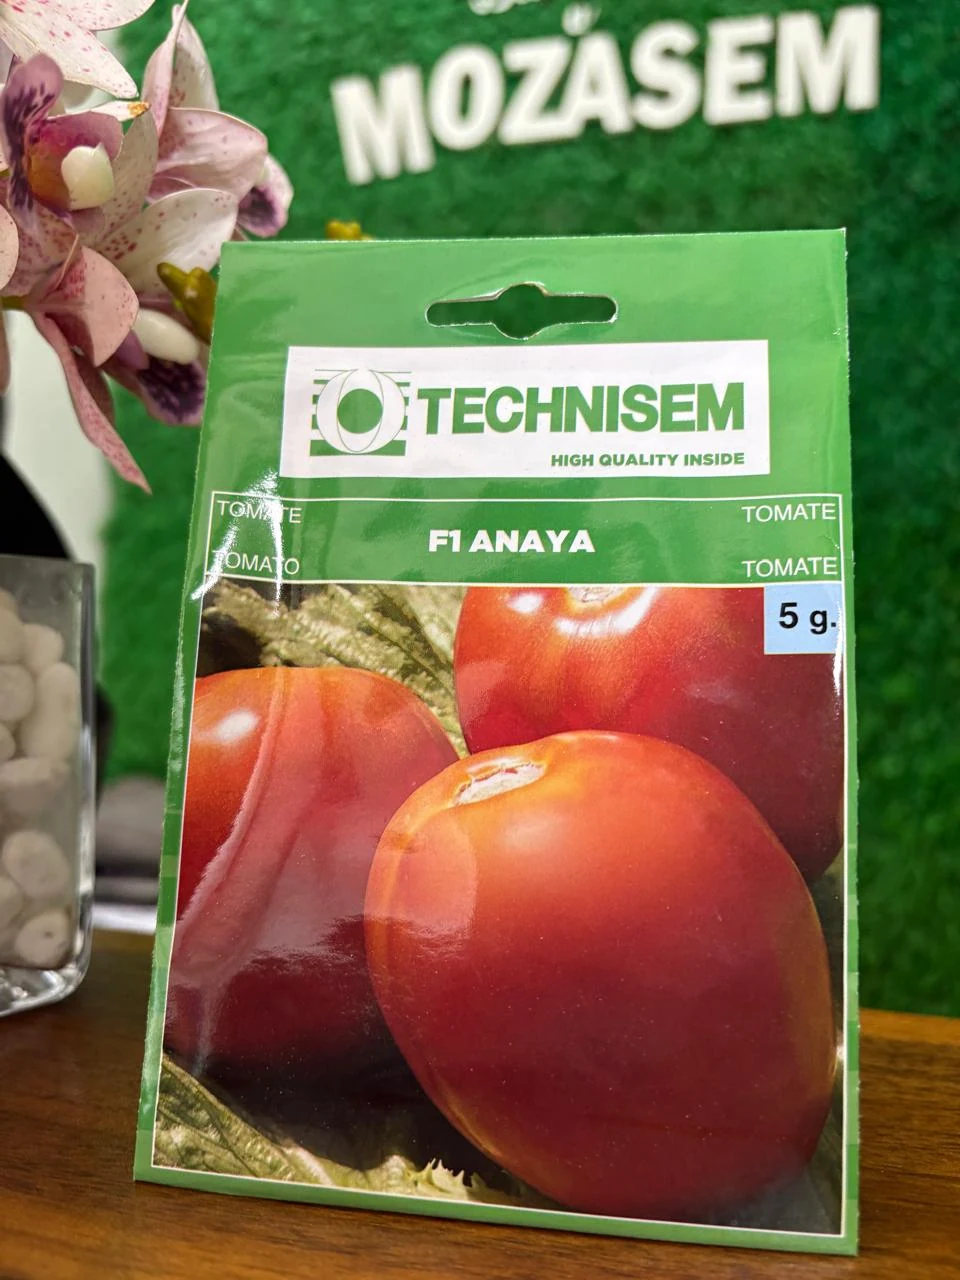 MOZASEM
TECHNISEM
HIGH QUALITY INSIDE
TOMATE
TOMATE
F1 ANAYA
TOMATO
TOMATE
5 g.